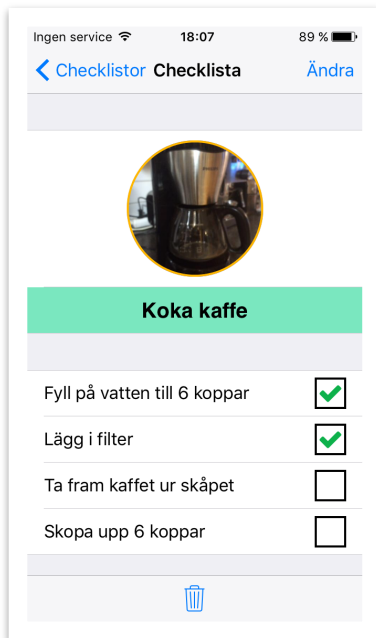 Ingen service 18:07 89 %
Checklistor Checklista Ändra
Koka kaffe
Fyll på vatten till 6 koppar
Lägg i filter
Ta fram kaffet ur skåpet
Skopa upp 6 koppar